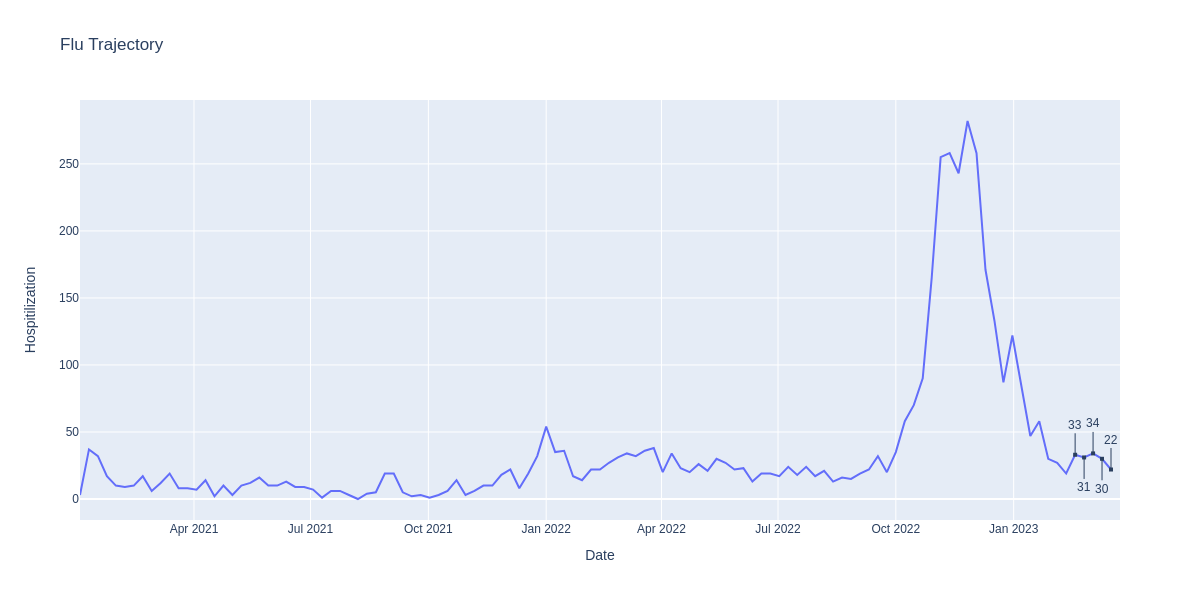 Flu Trajectory
Hospitilization
250
200
150
100
50
0
33
34
22
31
30
Apr 2021
Jul 2021
Oct 2021
Jan 2022
Apr 2022
Jul 2022
Oct 2022
Jan 2023
Date